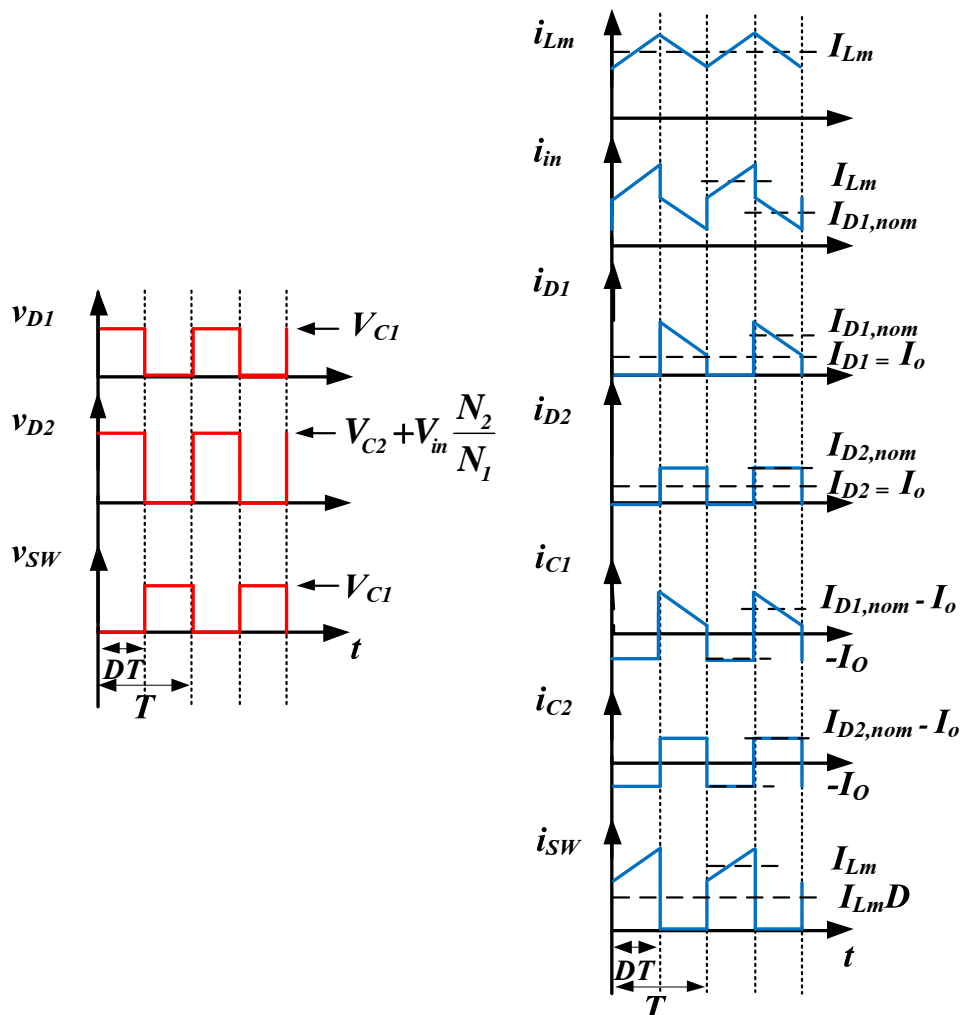 v_D1
V_C1
v_D2
V_C2 + V_in N_2/N_1
v_SW
V_C1
t
DT
T
i_Lm
I_Lm
i_in
I_Lm
I_D1,nom
i_D1
I_D1,nom
I_D1 = I_o
i_D2
I_D2,nom
I_D2 = I_o
i_C1
I_D1,nom - I_o
-I_O
i_C2
I_D2,nom - I_o
-I_O
i_SW
I_Lm
I_LmD
t
DT
T